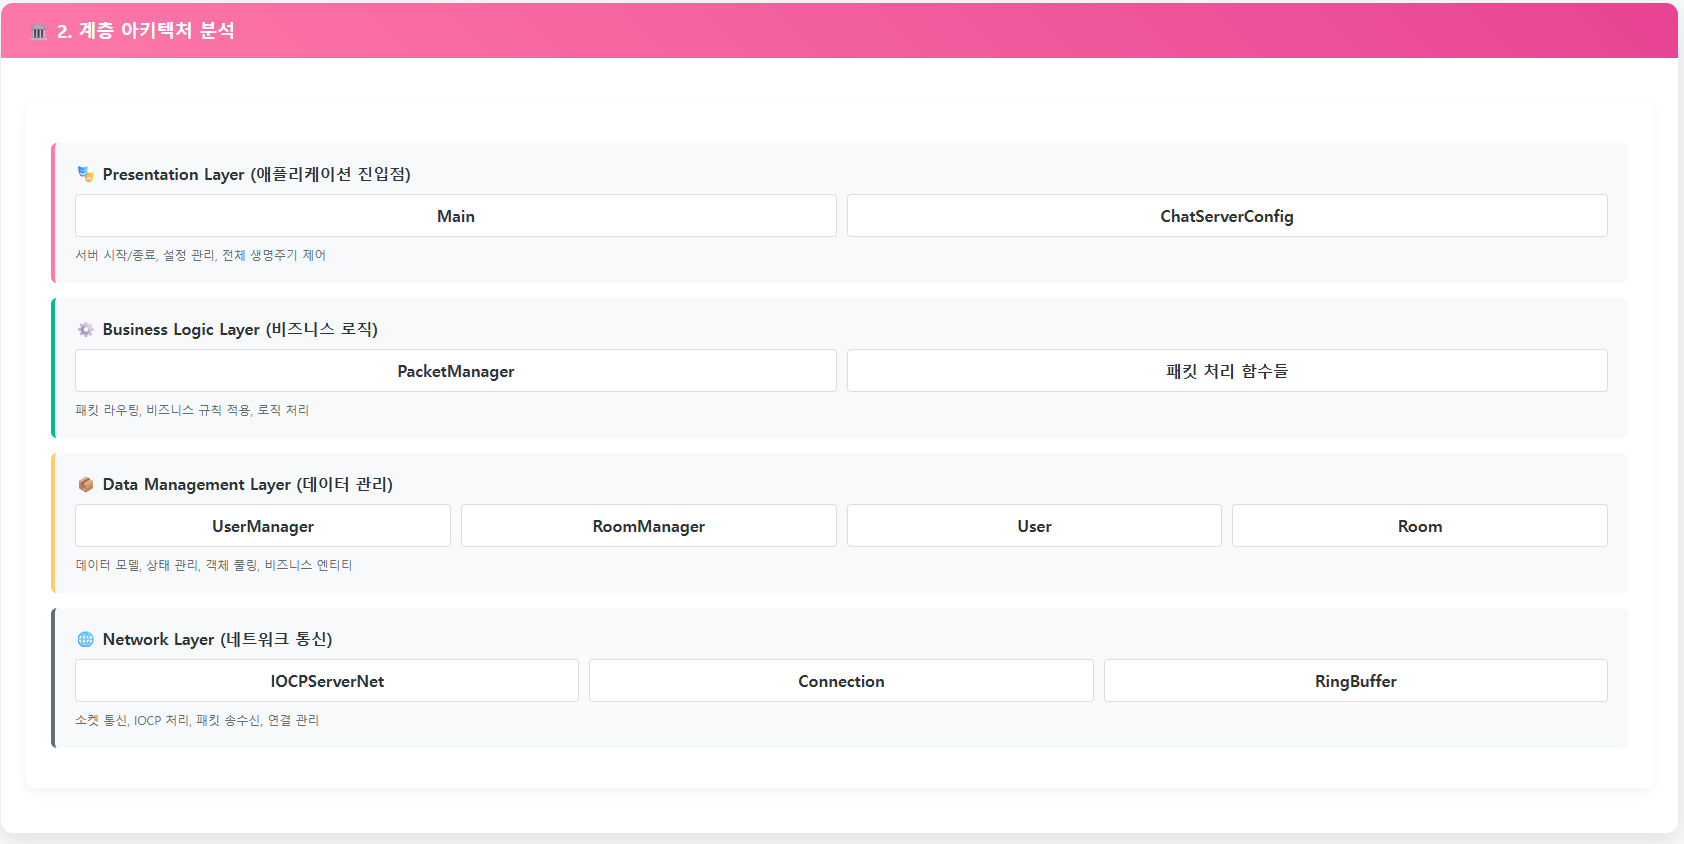 2. 계층 아키텍처 분석
Presentation Layer (애플리케이션 진입점)
Main
ChatServerConfig
서버 시작/종료, 설정 관리, 전체 생명주기 제어
Business Logic Layer (비즈니스 로직)
PacketManager
패킷 처리 함수들
패킷 라우팅, 비즈니스 규칙 적용, 로직 처리
Data Management Layer (데이터 관리)
UserManager
RoomManager
User
Room
데이터 모델, 상태 관리, 객체 풀링, 비즈니스 엔티티
Network Layer (네트워크 통신)
IOCPServerNet
Connection
RingBuffer
소켓 통신, IOCP 처리, 패킷 송수신, 연결 관리